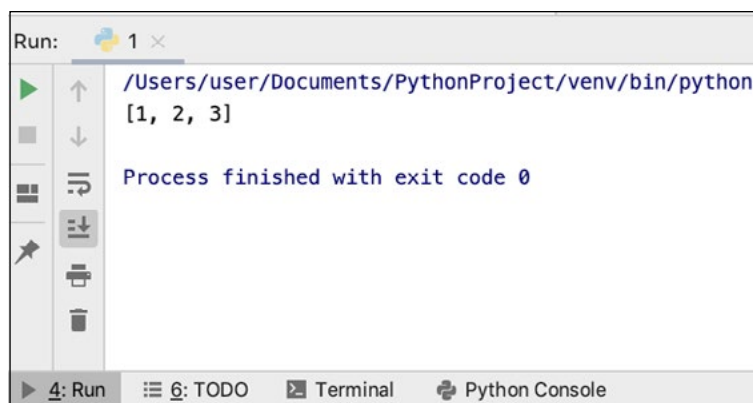 Run: 1
/Users/user/Documents/PythonProject/venv/bin/python
[1, 2, 3]
Process finished with exit code 0
4: Run 6: TODO Terminal Python Console